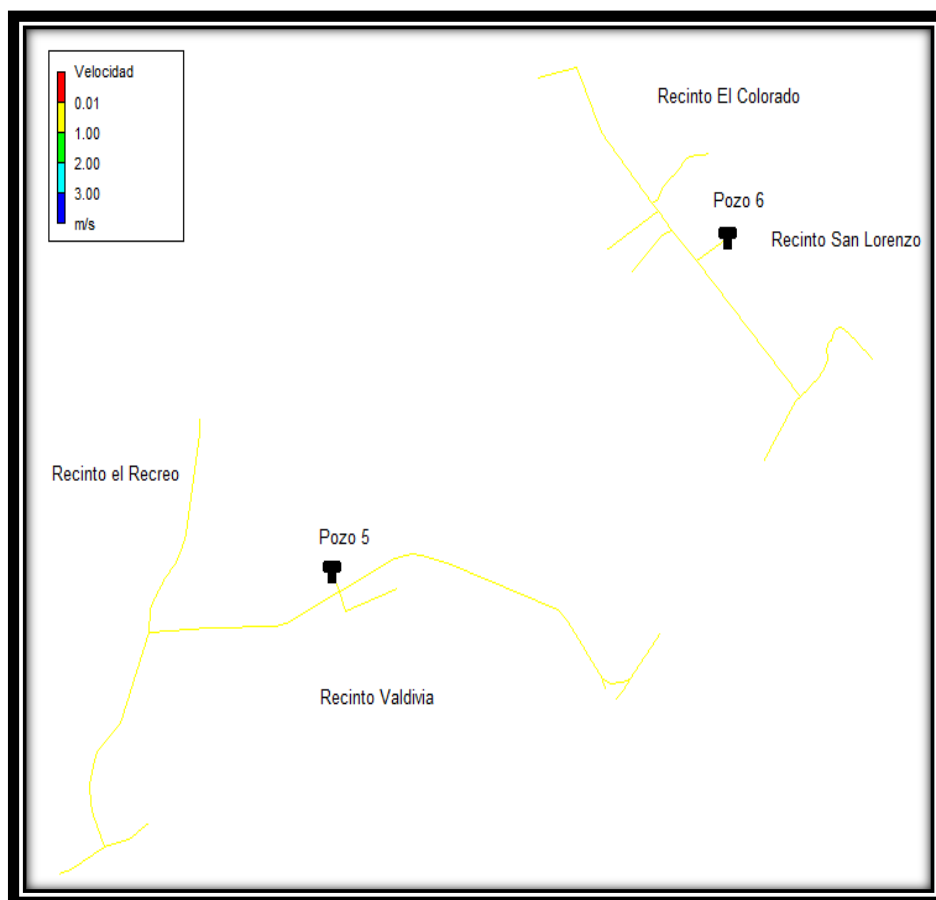 Velocidad
0.01
1.00
2.00
3.00
m/s
Recinto El Colorado
Pozo 6
Recinto San Lorenzo
Recinto el Recreo
Pozo 5
Recinto Valdivia